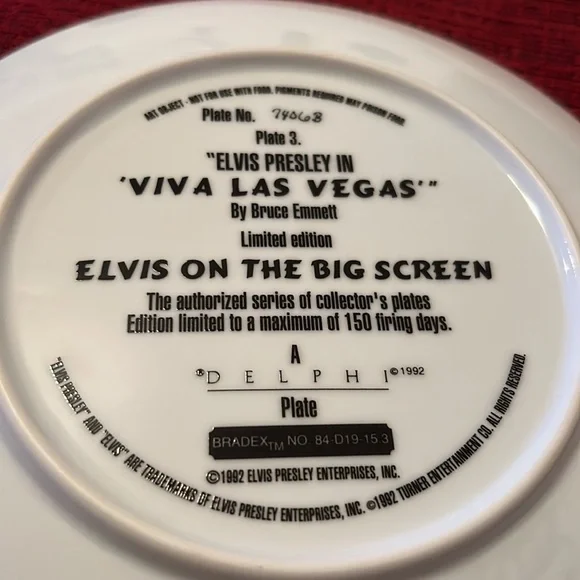 ART OBJECT - NOT FOR USE WITH FOOD. PIGMENTS REQUIRED MAY POISON FOOD.
Plate No. 74068
Plate 3.
"ELVIS PRESLEY IN
'VIVA LAS VEGAS'"
By Bruce Emmett
Limited edition
ELVIS ON THE BIG SCREEN
The authorized series of collector's plates
Edition limited to a maximum of 150 firing days.
A
®DELPHI©1992
Plate
BRADEX™ NO. 84-D19-15.3
©1992 ELVIS PRESLEY ENTERPRISES, INC.
"ELVIS PRESLEY" AND "ELVIS" ARE TRADEMARKS OF ELVIS PRESLEY ENTERPRISES, INC. ©1992 TURNER ENTERTAINMENT CO. ALL RIGHTS RESERVED.